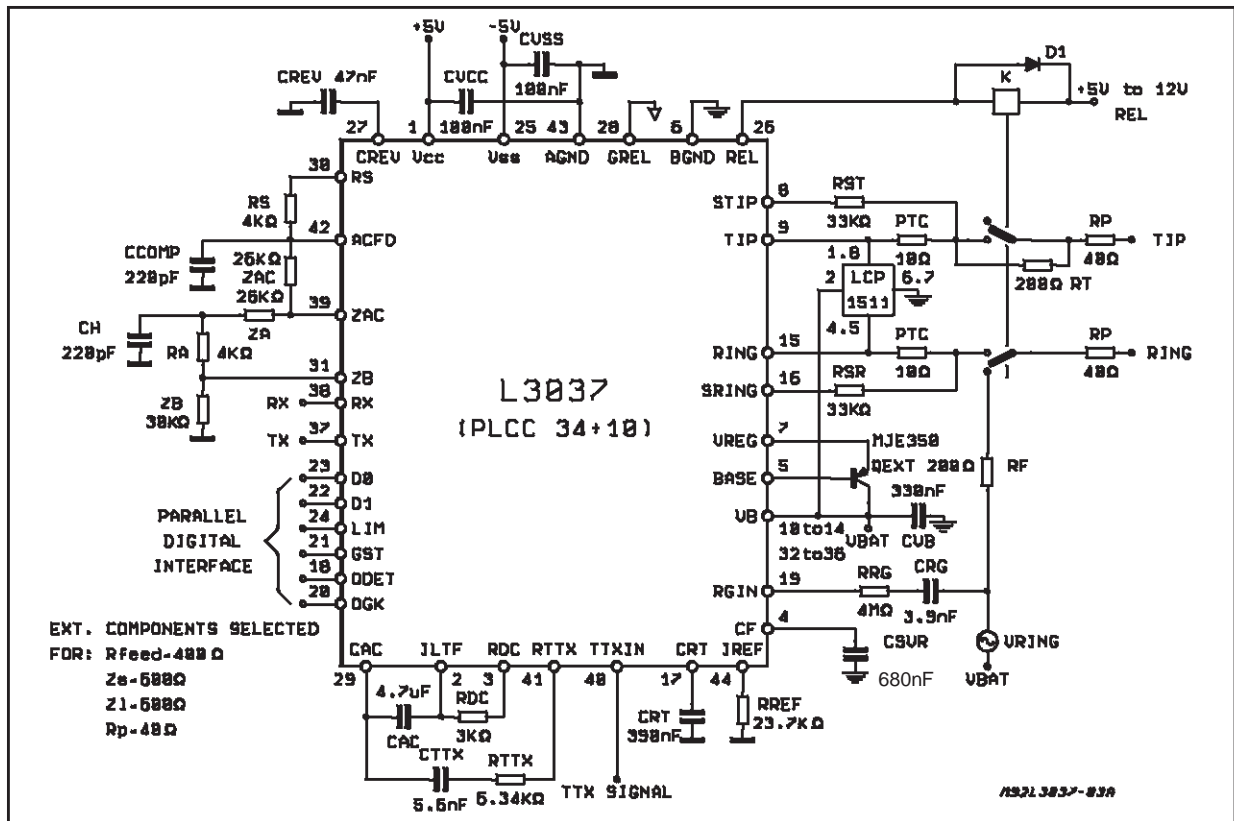 +5V
-5V
CVSS
100nF
D1
K
+5V to 12V
REL
CREV 47nF
CVCC
100nF
27
1
25
43
28
6
26
CREV
Vcc
Vss
AGND
GREL
BGND
REL
30
RS
RS
4KΩ
42
ACFD
CCOMP
220pF
26KΩ
ZAC
26KΩ
39
ZAC
CH
220pF
ZA
RA
4KΩ
31
ZB
38
RX
RX
ZB
30KΩ
37
TX
TX
23
D0
22
D1
24
LIM
21
GST
18
ODET
20
OGK
PARALLEL
DIGITAL
INTERFACE
L3037
(PLCC 34+10)
STIP
8
RST
33KΩ
TIP
9
PTC
10Ω
RP
40Ω
TIP
1.8
2
LCP
1511
6.7
4.5
200Ω RT
RING
15
PTC
10Ω
RP
40Ω
RING
SRING
16
RSR
33KΩ
VREG
7
MJE350
BASE
5
QEXT
200Ω
RF
330nF
VB
10to14
32to36
VBAT
CVB
RGIN
19
RRG
4MΩ
CRG
3.9nF
CF
4
CSVR
680nF
VRING
VBAT
EXT. COMPONENTS SELECTED
FOR: Rfeed=400Ω
Zs=600Ω
Zl=600Ω
Rp=40Ω
CAC
ILTF
RDC
RTTX
TTXIN
CRT
IREF
29
2
3
41
40
17
44
4.7uF
CAC
RDC
3KΩ
CTTX
5.6nF
RTTX
5.34KΩ
TTX SIGNAL
CRT
390nF
RREF
23.7KΩ
M92L3037-03A